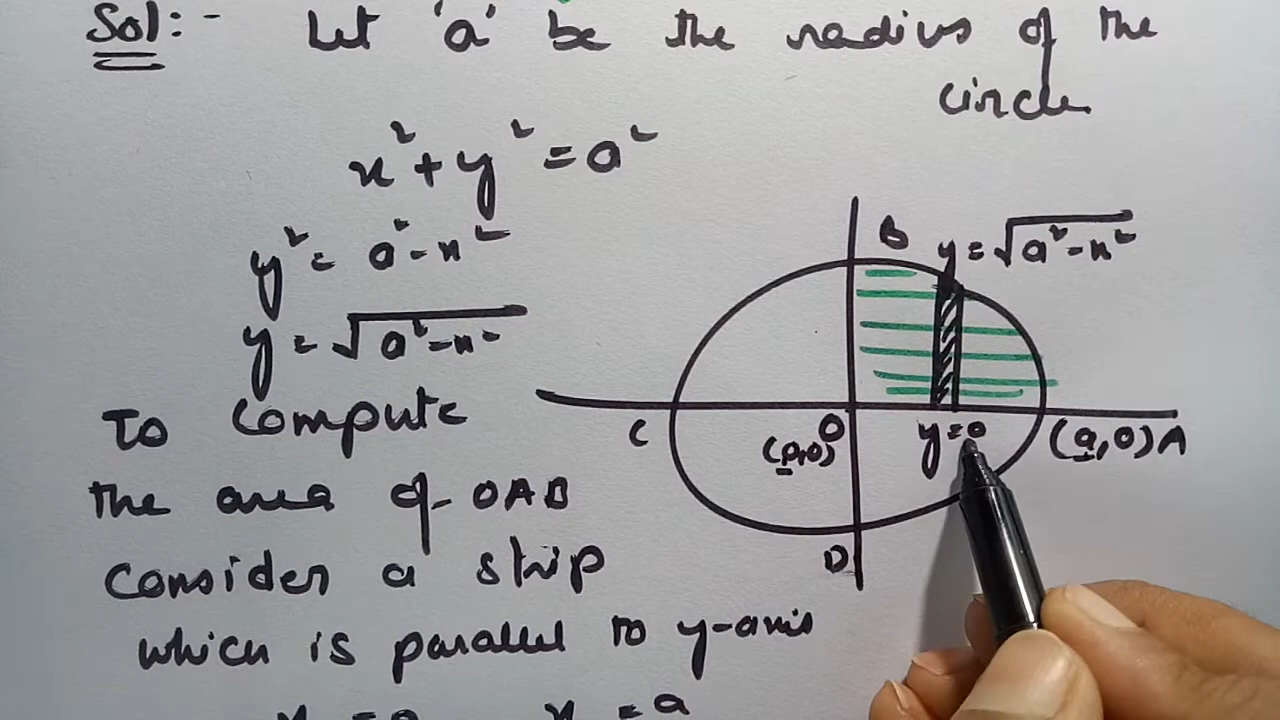 Sol:- Let 'a' be the radius of the
circle
x² + y² = a²
y² = a² - x²
y = √a² - x²
To compute
the area of OAB
consider a strip
which is parallel to y-axis
x = a
B
y = √a² - x²
C
O
(0,0)
y = 0
(a,0) A
D